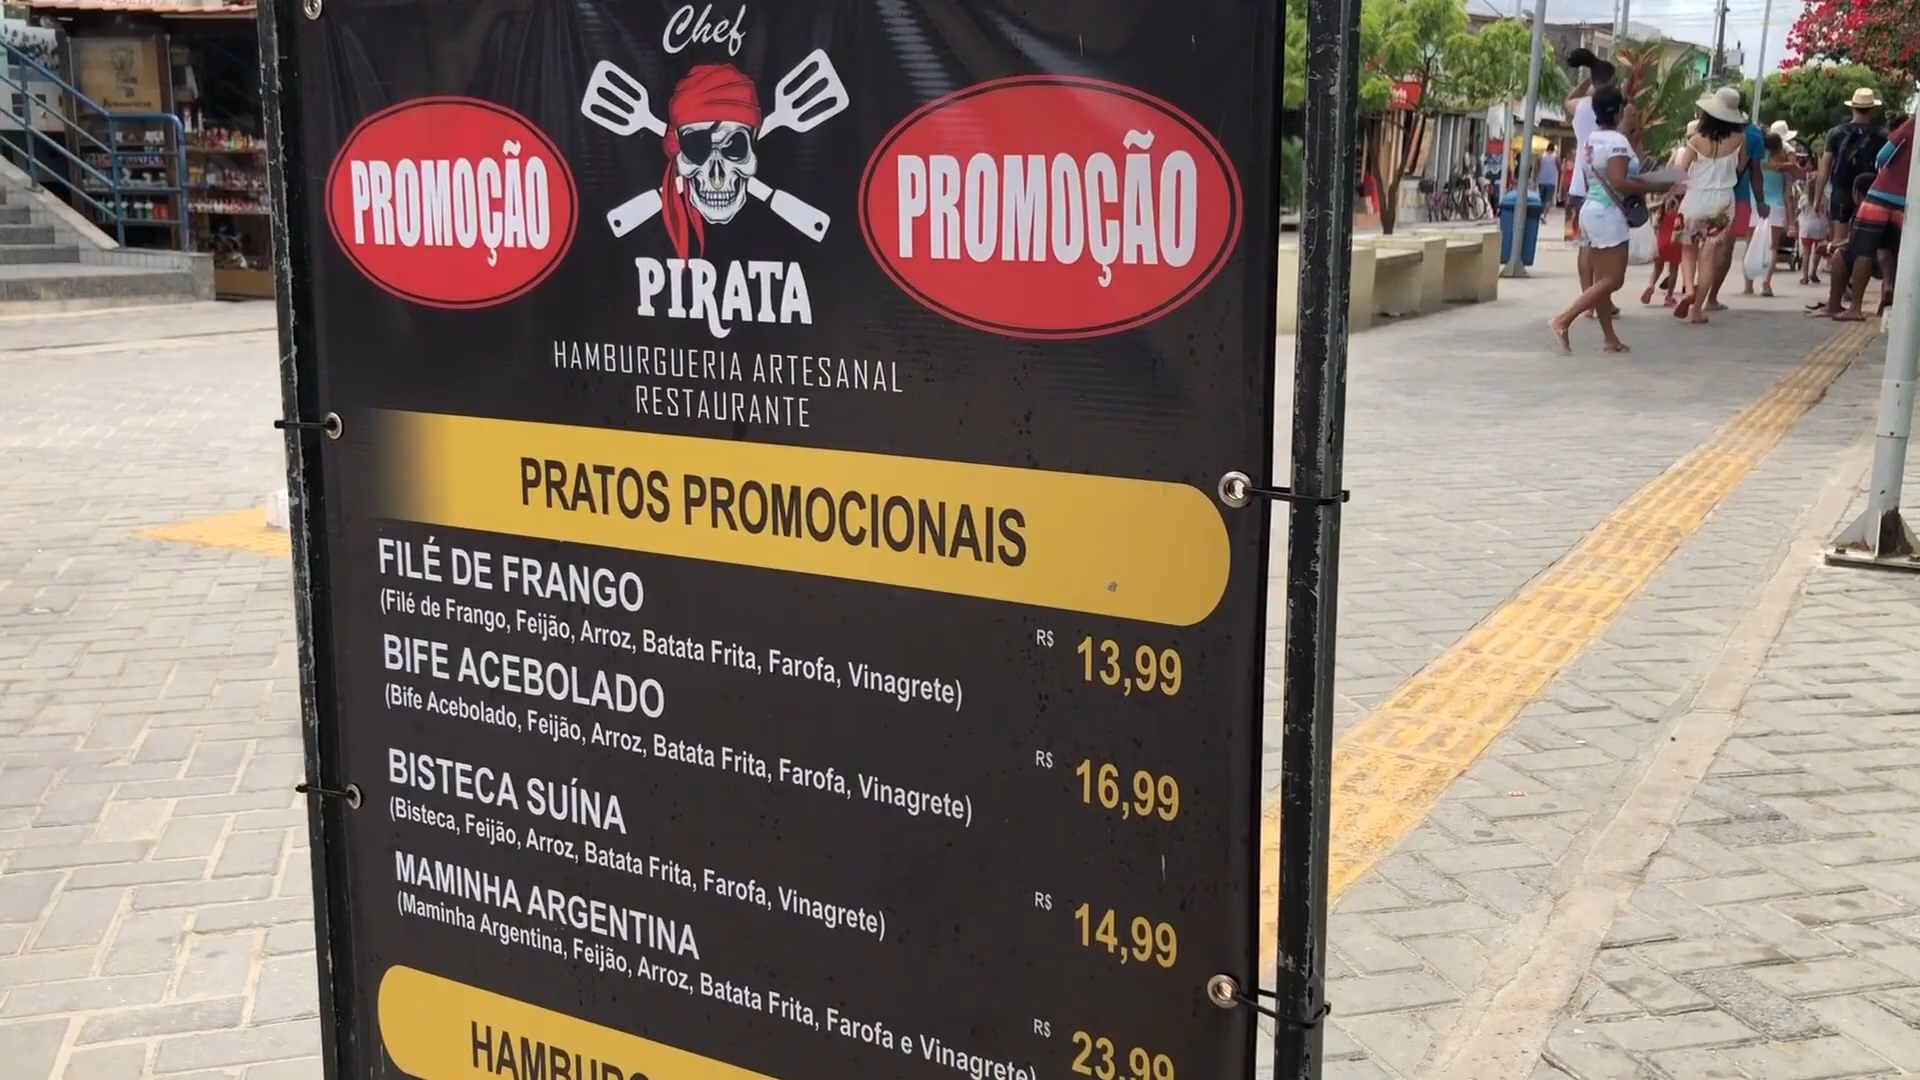 Chef
PROMOÇÃO
PROMOÇÃO
PIRATA
HAMBURGUERIA ARTESANAL
RESTAURANTE
PRATOS PROMOCIONAIS
FILÉ DE FRANGO
(Filé de Frango, Feijão, Arroz, Batata Frita, Farofa, Vinagrete)
R$ 13,99
BIFE ACEBOLADO
(Bife Acebolado, Feijão, Arroz, Batata Frita, Farofa, Vinagrete)
R$ 16,99
BISTECA SUÍNA
(Bisteca, Feijão, Arroz, Batata Frita, Farofa, Vinagrete)
R$ 14,99
MAMINHA ARGENTINA
(Maminha Argentina, Feijão, Arroz, Batata Frita, Farofa e Vinagrete)
R$ 23,99